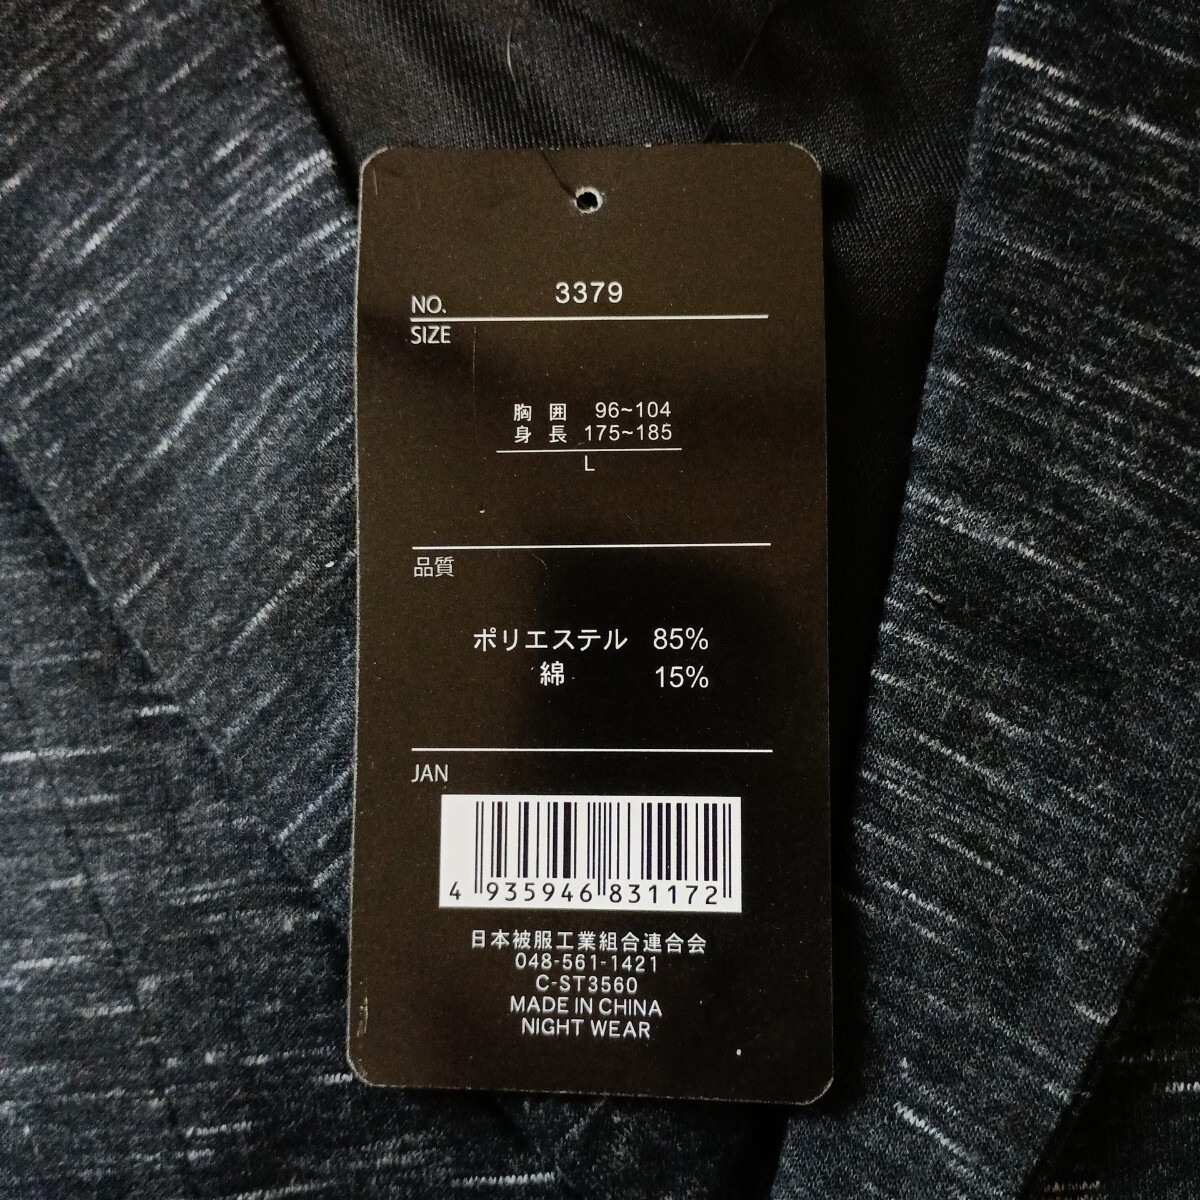 NO. 3379
SIZE
胸囲 96~104
身長 175~185
L
品質
ポリエステル 85%
綿 15%
JAN
4 935946 831172
日本被服工業組合連合会
048-561-1421
C-ST3560
MADE IN CHINA
NIGHT WEAR